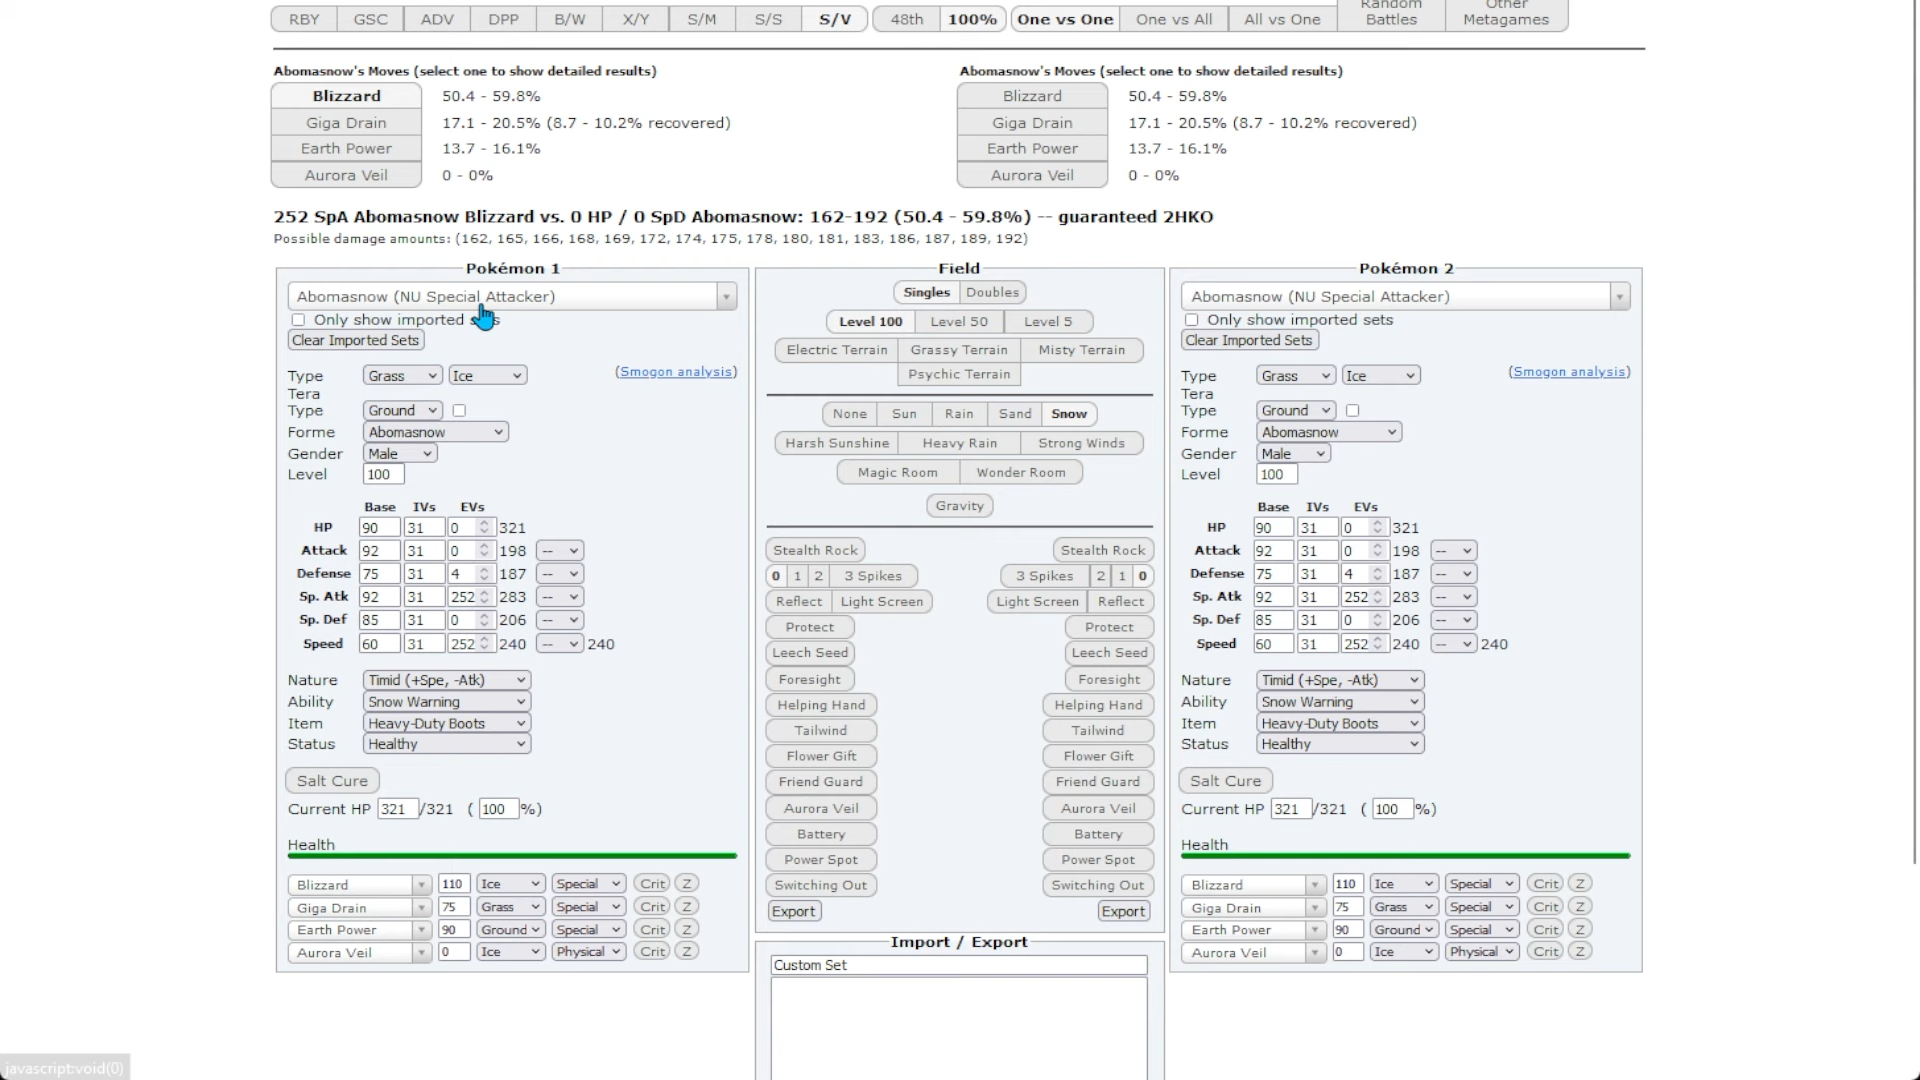 RBY GSC ADV DPP B/W X/Y S/M S/S S/V 48th 100% One vs One One vs All All vs One Random Battles Other Metagames
Abomasnow's Moves (select one to show detailed results) Abomasnow's Moves (select one to show detailed results)
Blizzard 50.4 - 59.8% Blizzard 50.4 - 59.8%
Giga Drain 17.1 - 20.5% (8.7 - 10.2% recovered) Giga Drain 17.1 - 20.5% (8.7 - 10.2% recovered)
Earth Power 13.7 - 16.1% Earth Power 13.7 - 16.1%
Aurora Veil 0 - 0% Aurora Veil 0 - 0%
252 SpA Abomasnow Blizzard vs. 0 HP / 0 SpD Abomasnow: 162-192 (50.4 - 59.8%) -- guaranteed 2HKO
Possible damage amounts: (162, 165, 166, 168, 169, 172, 174, 175, 178, 180, 181, 183, 186, 187, 189, 192)
Pokémon 1
Abomasnow (NU Special Attacker)
Only show imported sets
Clear Imported Sets
Type Grass Ice (Smogon analysis)
Tera
Type Ground
Forme Abomasnow
Gender Male
Level 100
Base IVs EVs
HP 90 31 0 321
Attack 92 31 0 198 --
Defense 75 31 4 187 --
Sp. Atk 92 31 252 283 --
Sp. Def 85 31 0 206 --
Speed 60 31 252 240 -- 240
Nature Timid (+Spe, -Atk)
Ability Snow Warning
Item Heavy-Duty Boots
Status Healthy
Salt Cure
Current HP 321 /321 ( 100 %)
Health
Blizzard 110 Ice Special Crit Z
Giga Drain 75 Grass Special Crit Z
Earth Power 90 Ground Special Crit Z
Aurora Veil 0 Ice Physical Crit Z
Field
Singles Doubles
Level 100 Level 50 Level 5
Electric Terrain Grassy Terrain Misty Terrain
Psychic Terrain
None Sun Rain Sand Snow
Harsh Sunshine Heavy Rain Strong Winds
Magic Room Wonder Room
Gravity
Stealth Rock Stealth Rock
0 1 2 3 Spikes 3 Spikes 2 1 0
Reflect Light Screen Light Screen Reflect
Protect Protect
Leech Seed Leech Seed
Foresight Foresight
Helping Hand Helping Hand
Tailwind Tailwind
Flower Gift Flower Gift
Friend Guard Friend Guard
Aurora Veil Aurora Veil
Battery Battery
Power Spot Power Spot
Switching Out Switching Out
Export Export
Import / Export
Custom Set
Pokémon 2
Abomasnow (NU Special Attacker)
Only show imported sets
Clear Imported Sets
Type Grass Ice (Smogon analysis)
Tera
Type Ground
Forme Abomasnow
Gender Male
Level 100
Base IVs EVs
HP 90 31 0 321
Attack 92 31 0 198 --
Defense 75 31 4 187 --
Sp. Atk 92 31 252 283 --
Sp. Def 85 31 0 206 --
Speed 60 31 252 240 -- 240
Nature Timid (+Spe, -Atk)
Ability Snow Warning
Item Heavy-Duty Boots
Status Healthy
Salt Cure
Current HP 321 /321 ( 100 %)
Health
Blizzard 110 Ice Special Crit Z
Giga Drain 75 Grass Special Crit Z
Earth Power 90 Ground Special Crit Z
Aurora Veil 0 Ice Physical Crit Z
javascript:void(0)